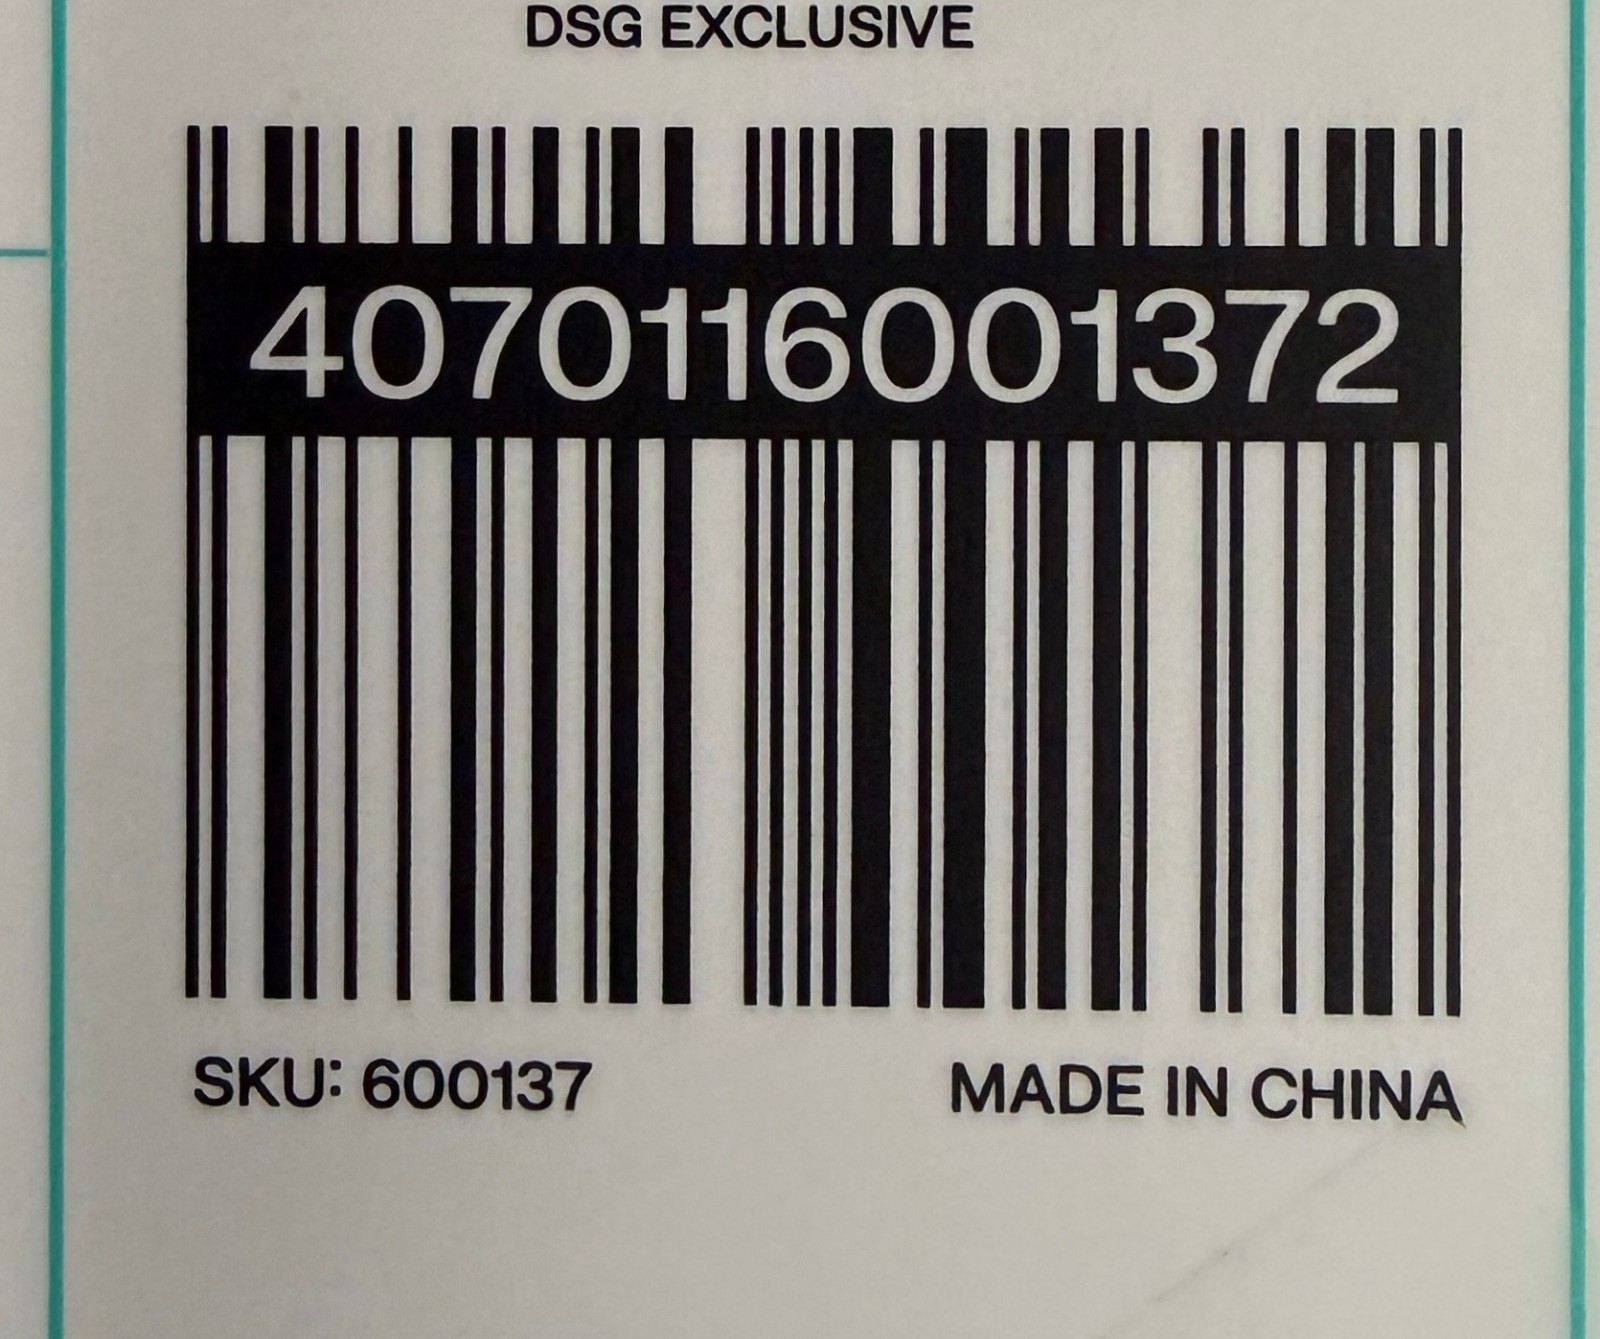 DSG EXCLUSIVE
4070116001372
SKU: 600137
MADE IN CHINA